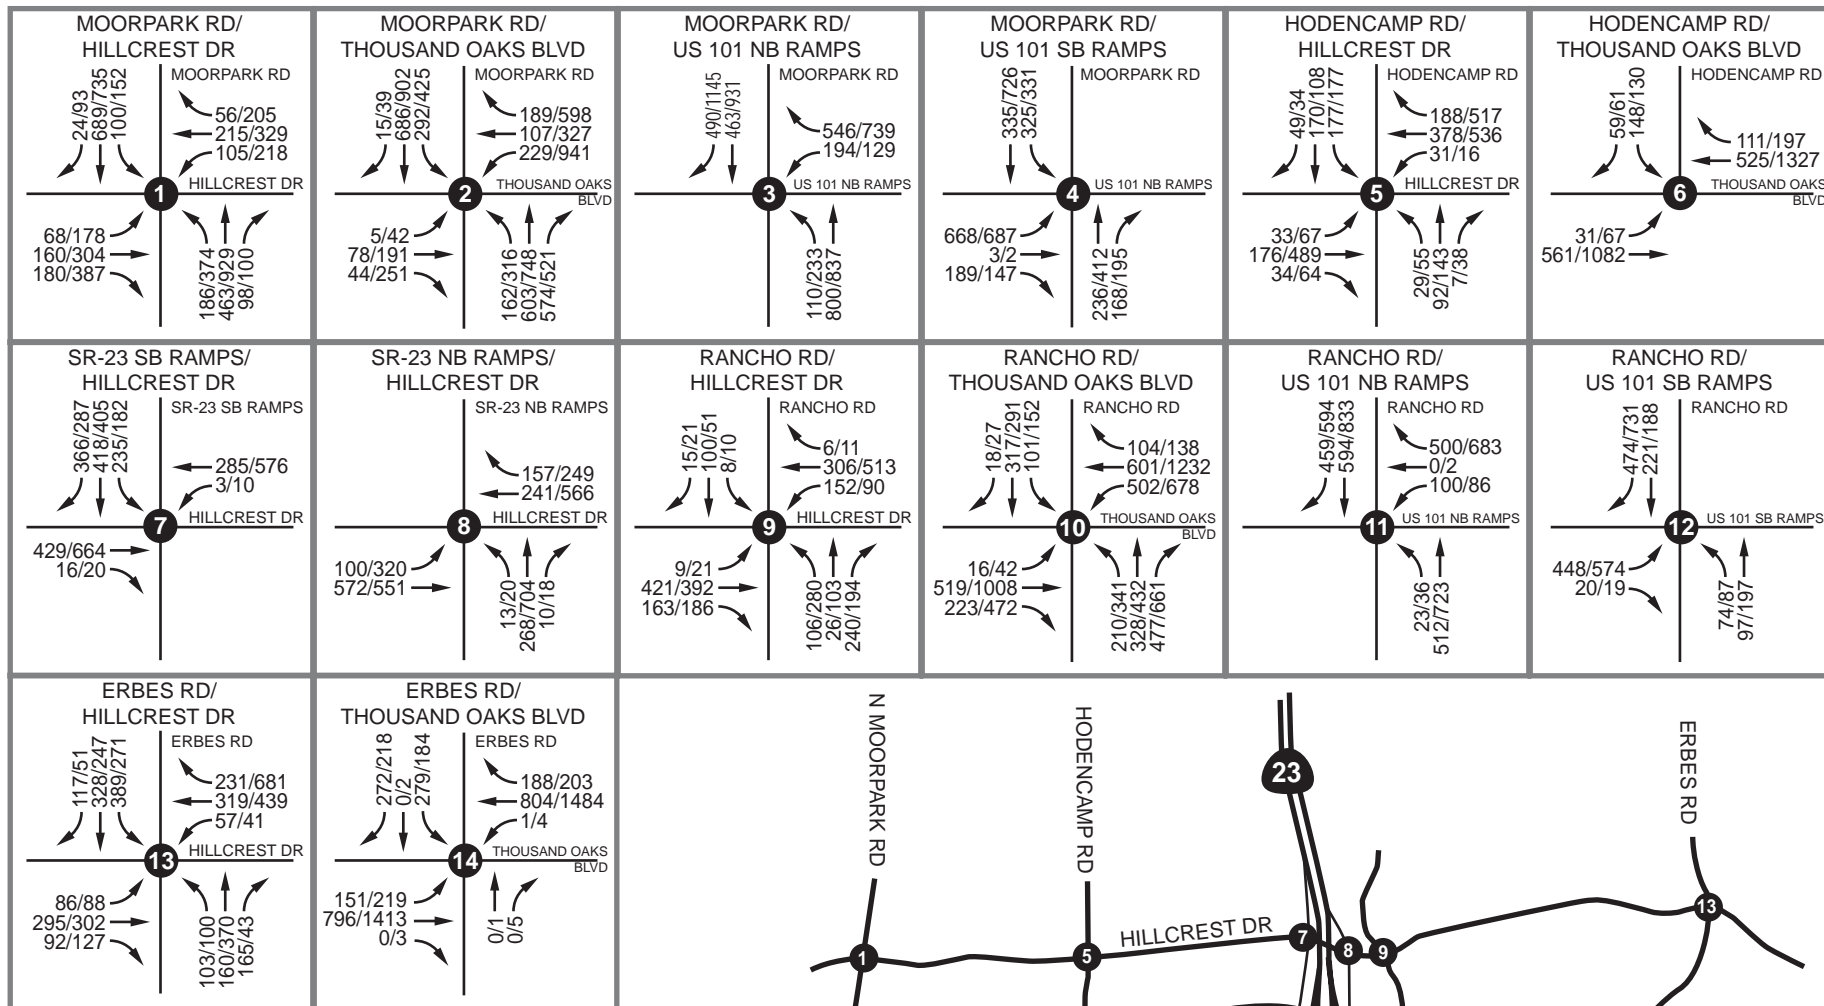 MOORPARK RD/
HILLCREST DR
MOORPARK RD
24/93
689/735
100/152
56/205
215/329
105/218
1
HILLCREST DR
68/178
160/304
180/387
186/374
463/929
98/100
MOORPARK RD/
THOUSAND OAKS BLVD
MOORPARK RD
15/39
686/902
292/425
189/598
107/327
229/941
2
THOUSAND OAKS
BLVD
5/42
78/191
44/251
162/316
603/748
574/521
MOORPARK RD/
US 101 NB RAMPS
MOORPARK RD
490/1145
463/931
546/739
194/129
3
US 101 NB RAMPS
110/233
800/837
MOORPARK RD/
US 101 SB RAMPS
MOORPARK RD
335/726
325/331
4
US 101 NB RAMPS
668/687
3/2
189/147
236/412
168/195
HODENCAMP RD/
HILLCREST DR
HODENCAMP RD
49/34
170/108
177/177
188/517
378/536
31/16
5
HILLCREST DR
33/67
176/489
34/64
29/55
92/143
7/38
HODENCAMP RD/
THOUSAND OAKS BLVD
HODENCAMP RD
59/61
148/130
111/197
525/1327
6
THOUSAND OAKS
BLVD
31/67
561/1082
SR-23 SB RAMPS/
HILLCREST DR
SR-23 SB RAMPS
366/287
418/405
235/182
285/576
3/10
7
HILLCREST DR
429/664
16/20
SR-23 NB RAMPS/
HILLCREST DR
SR-23 NB RAMPS
157/249
241/566
8
HILLCREST DR
100/320
572/551
13/20
268/704
10/18
RANCHO RD/
HILLCREST DR
RANCHO RD
15/21
100/51
8/10
6/11
306/513
152/90
9
HILLCREST DR
9/21
421/392
163/186
106/280
26/103
240/194
RANCHO RD/
THOUSAND OAKS BLVD
RANCHO RD
18/27
317/291
101/152
104/138
601/1232
502/678
10
THOUSAND OAKS
BLVD
16/42
519/1008
223/472
210/341
328/432
477/661
RANCHO RD/
US 101 NB RAMPS
RANCHO RD
459/594
594/833
500/683
0/2
100/86
11
US 101 NB RAMPS
23/36
512/723
RANCHO RD/
US 101 SB RAMPS
RANCHO RD
474/731
221/188
12
US 101 SB RAMPS
448/574
20/19
74/87
97/197
ERBES RD/
HILLCREST DR
ERBES RD
117/51
328/247
389/271
231/681
319/439
57/41
13
HILLCREST DR
86/88
295/302
92/127
103/100
160/370
165/43
ERBES RD/
THOUSAND OAKS BLVD
ERBES RD
272/218
0/2
279/184
188/203
804/1484
1/4
14
THOUSAND OAKS
BLVD
151/219
796/1413
0/3
0/1
0/5
N MOORPARK RD
HODENCAMP RD
23
ERBES RD
HILLCREST DR
1
5
7
8
9
13